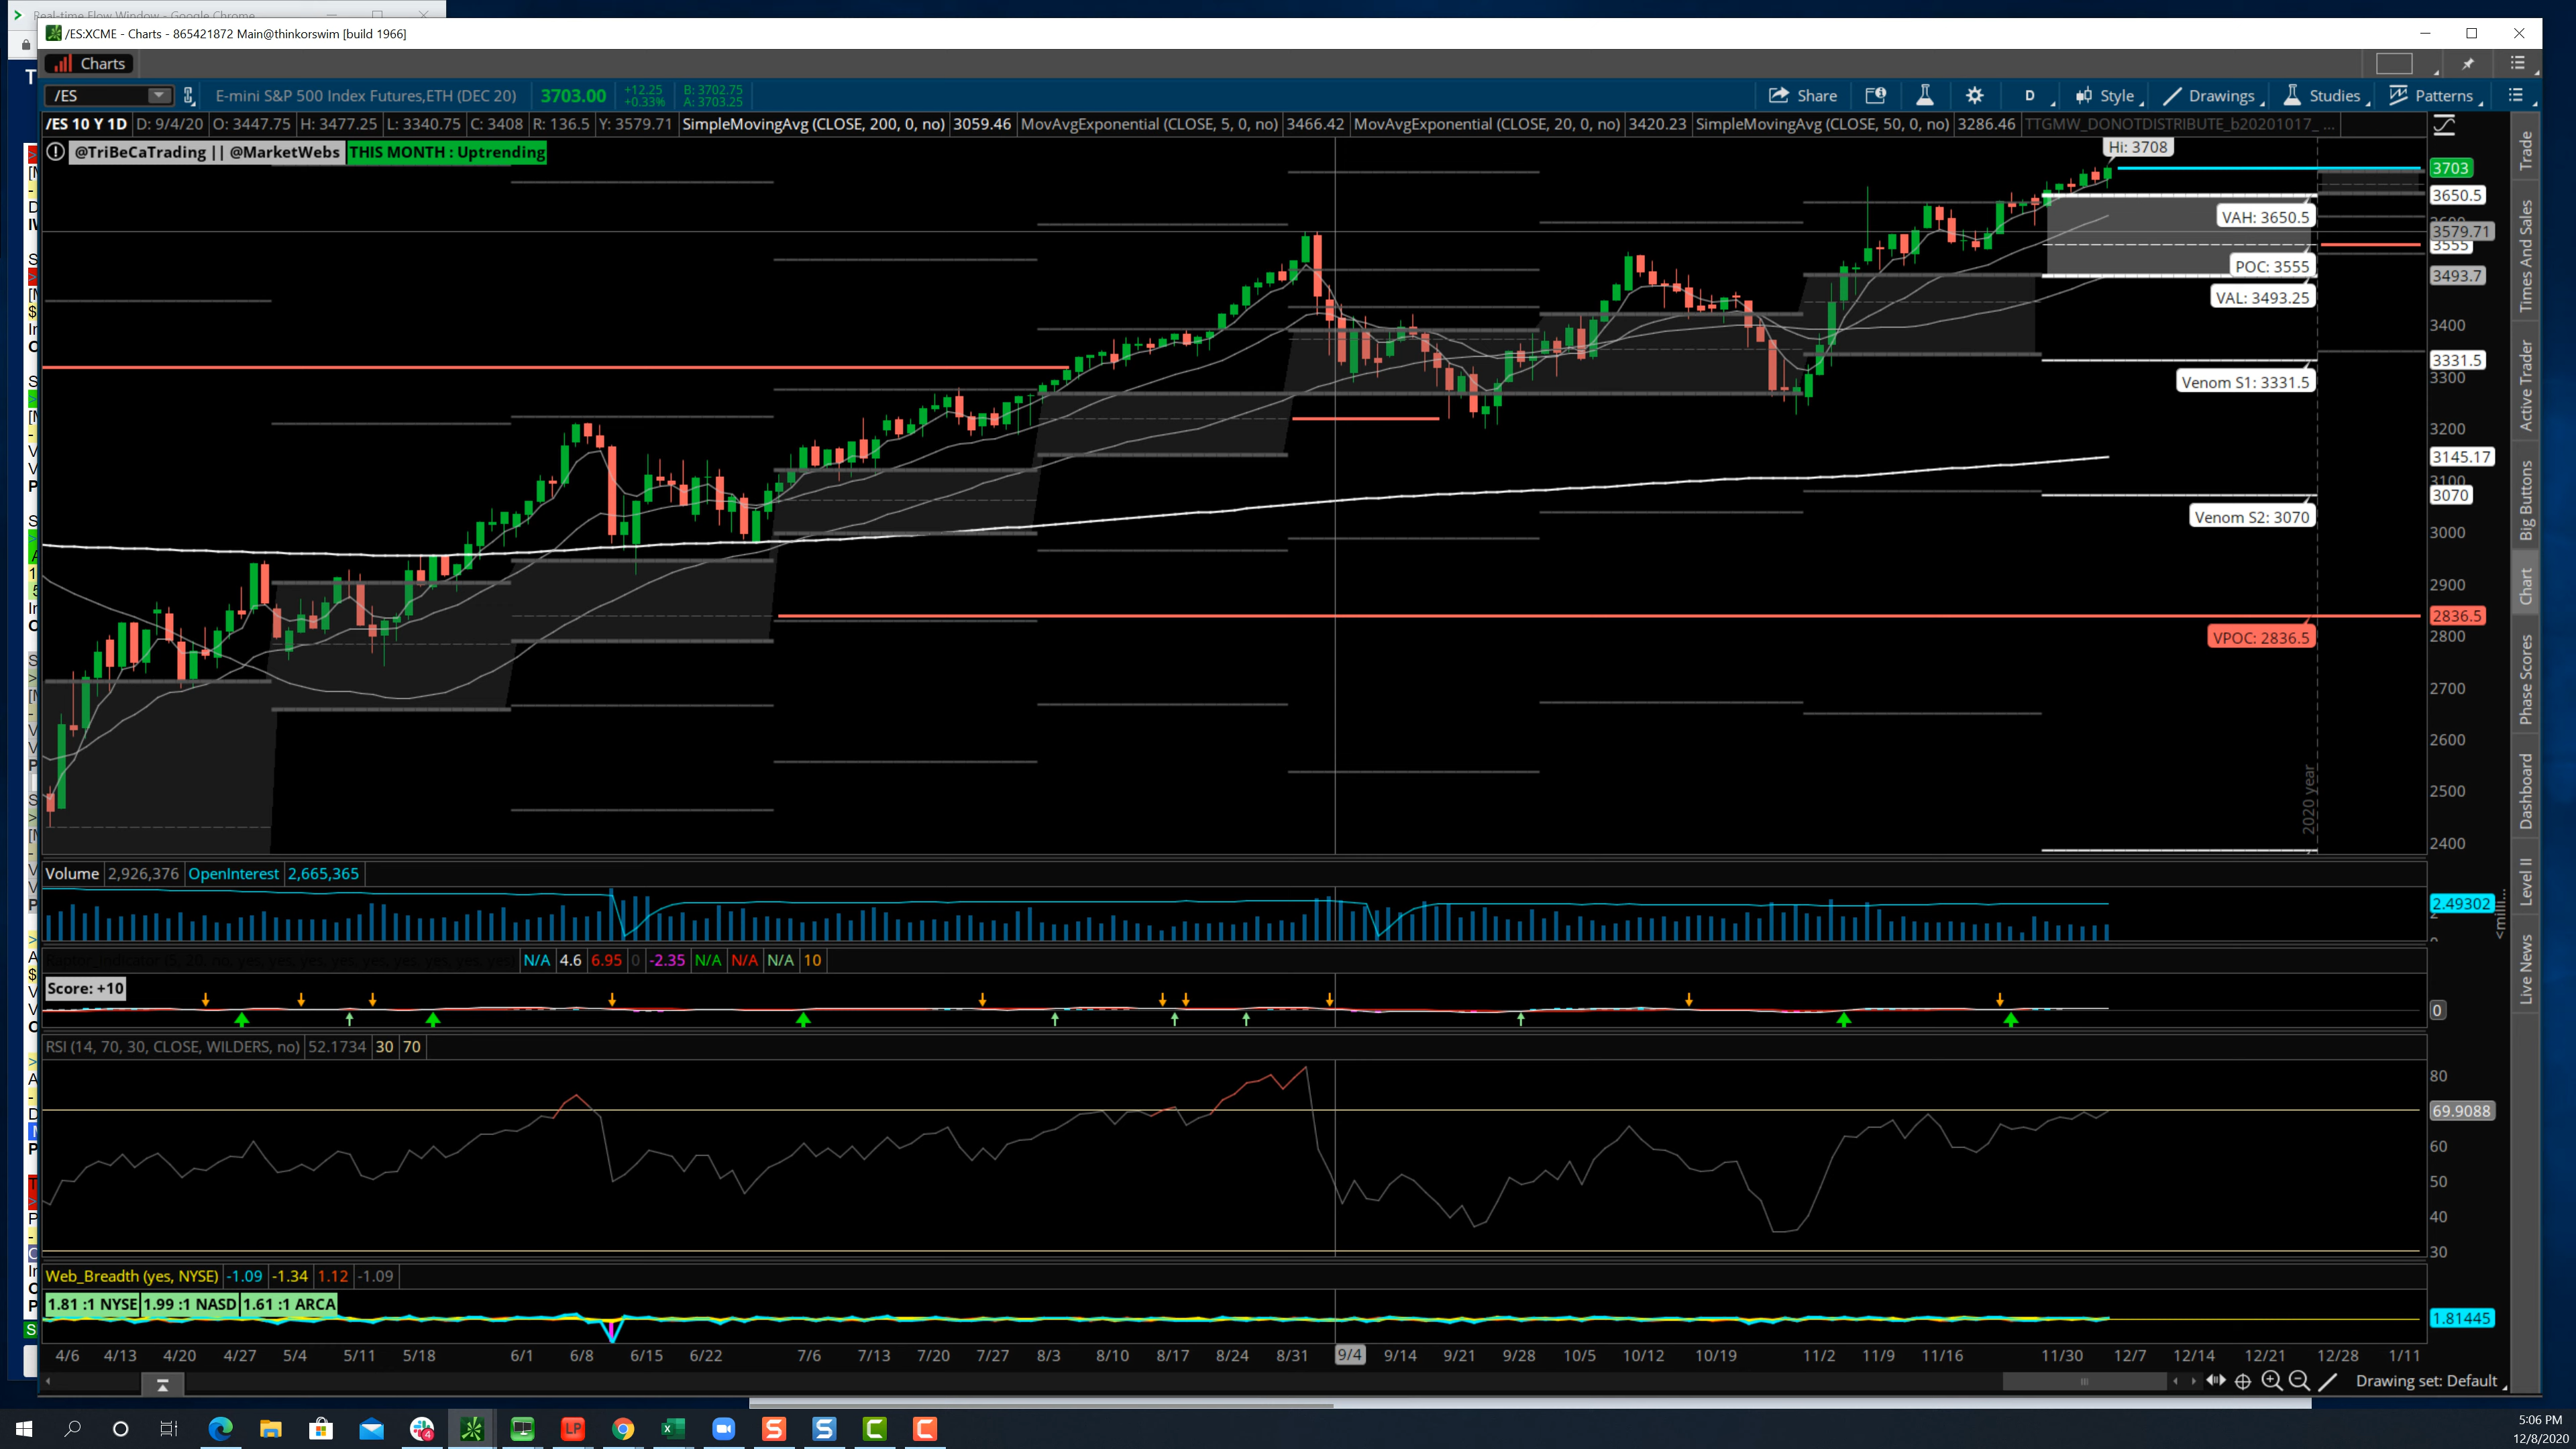 Real-time Flow Window - Google Chrome
/ES:XCME - Charts - 865421872 Main@thinkorswim [build 1966]
Charts
/ES
E-mini S&P 500 Index Futures,ETH (DEC 20)
3703.00
+12.25
+0.33%
B: 3702.75
A: 3703.25
Share
D
Style
Drawings
Studies
Patterns
/ES 10 Y 1D D: 9/4/20 O: 3447.75 H: 3477.25 L: 3340.75 C: 3408 R: 136.5 Y: 3579.71 SimpleMovingAvg (CLOSE, 200, 0, no) 3059.46 MovAvgExponential (CLOSE, 5, 0, no) 3466.42 MovAvgExponential (CLOSE, 20, 0, no) 3420.23 SimpleMovingAvg (CLOSE, 50, 0, no) 3286.46 TTGMW_DONOTDISTRIBUTE_b20201017_ ...
@TriBeCaTrading || @MarketWebs THIS MONTH : Uptrending
Hi: 3708
3703
3650.5
VAH: 3650.5
3579.71
3555
POC: 3555
3493.7
VAL: 3493.25
3400
3331.5
3300
Venom S1: 3331.5
3200
3145.17
3100
3070
Venom S2: 3070
3000
2900
2836.5
2800
VPOC: 2836.5
2700
2600
2500
2400
2020 year
Trade
Times And Sales
Active Trader
Big Buttons
Chart
Phase Scores
Dashboard
Level II
Live News
Volume 2,926,376 OpenInterest 2,665,365
2.49302
<mill...
N/A 4.6 6.95 0 -2.35 N/A N/A N/A 10
Score: +10
0
RSI (14, 70, 30, CLOSE, WILDERS, no) 52.1734 30 70
80
69.9088
60
50
40
30
Web_Breadth (yes, NYSE) -1.09 -1.34 1.12 -1.09
1.81 :1 NYSE 1.99 :1 NASD 1.61 :1 ARCA
1.81445
4/6 4/13 4/20 4/27 5/4 5/11 5/18 6/1 6/8 6/15 6/22 7/6 7/13 7/20 7/27 8/3 8/10 8/17 8/24 8/31 9/4 9/14 9/21 9/28 10/5 10/12 10/19 11/2 11/9 11/16 11/30 12/7 12/14 12/21 12/28 1/11
Drawing set: Default
5:06 PM
12/8/2020